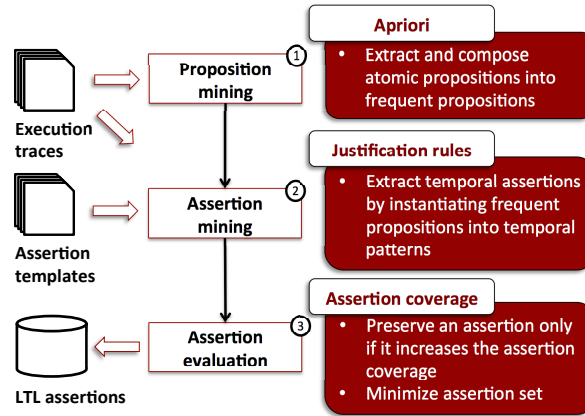 Apriori
1
Proposition
mining
• Extract and compose
atomic propositions into
frequent propositions
Execution
traces
Justification rules
2
Assertion
mining
• Extract temporal assertions
by instantiating frequent
propositions into temporal
patterns
Assertion
templates
Assertion coverage
3
Assertion
evaluation
• Preserve an assertion only
if it increases the assertion
coverage
• Minimize assertion set
LTL assertions